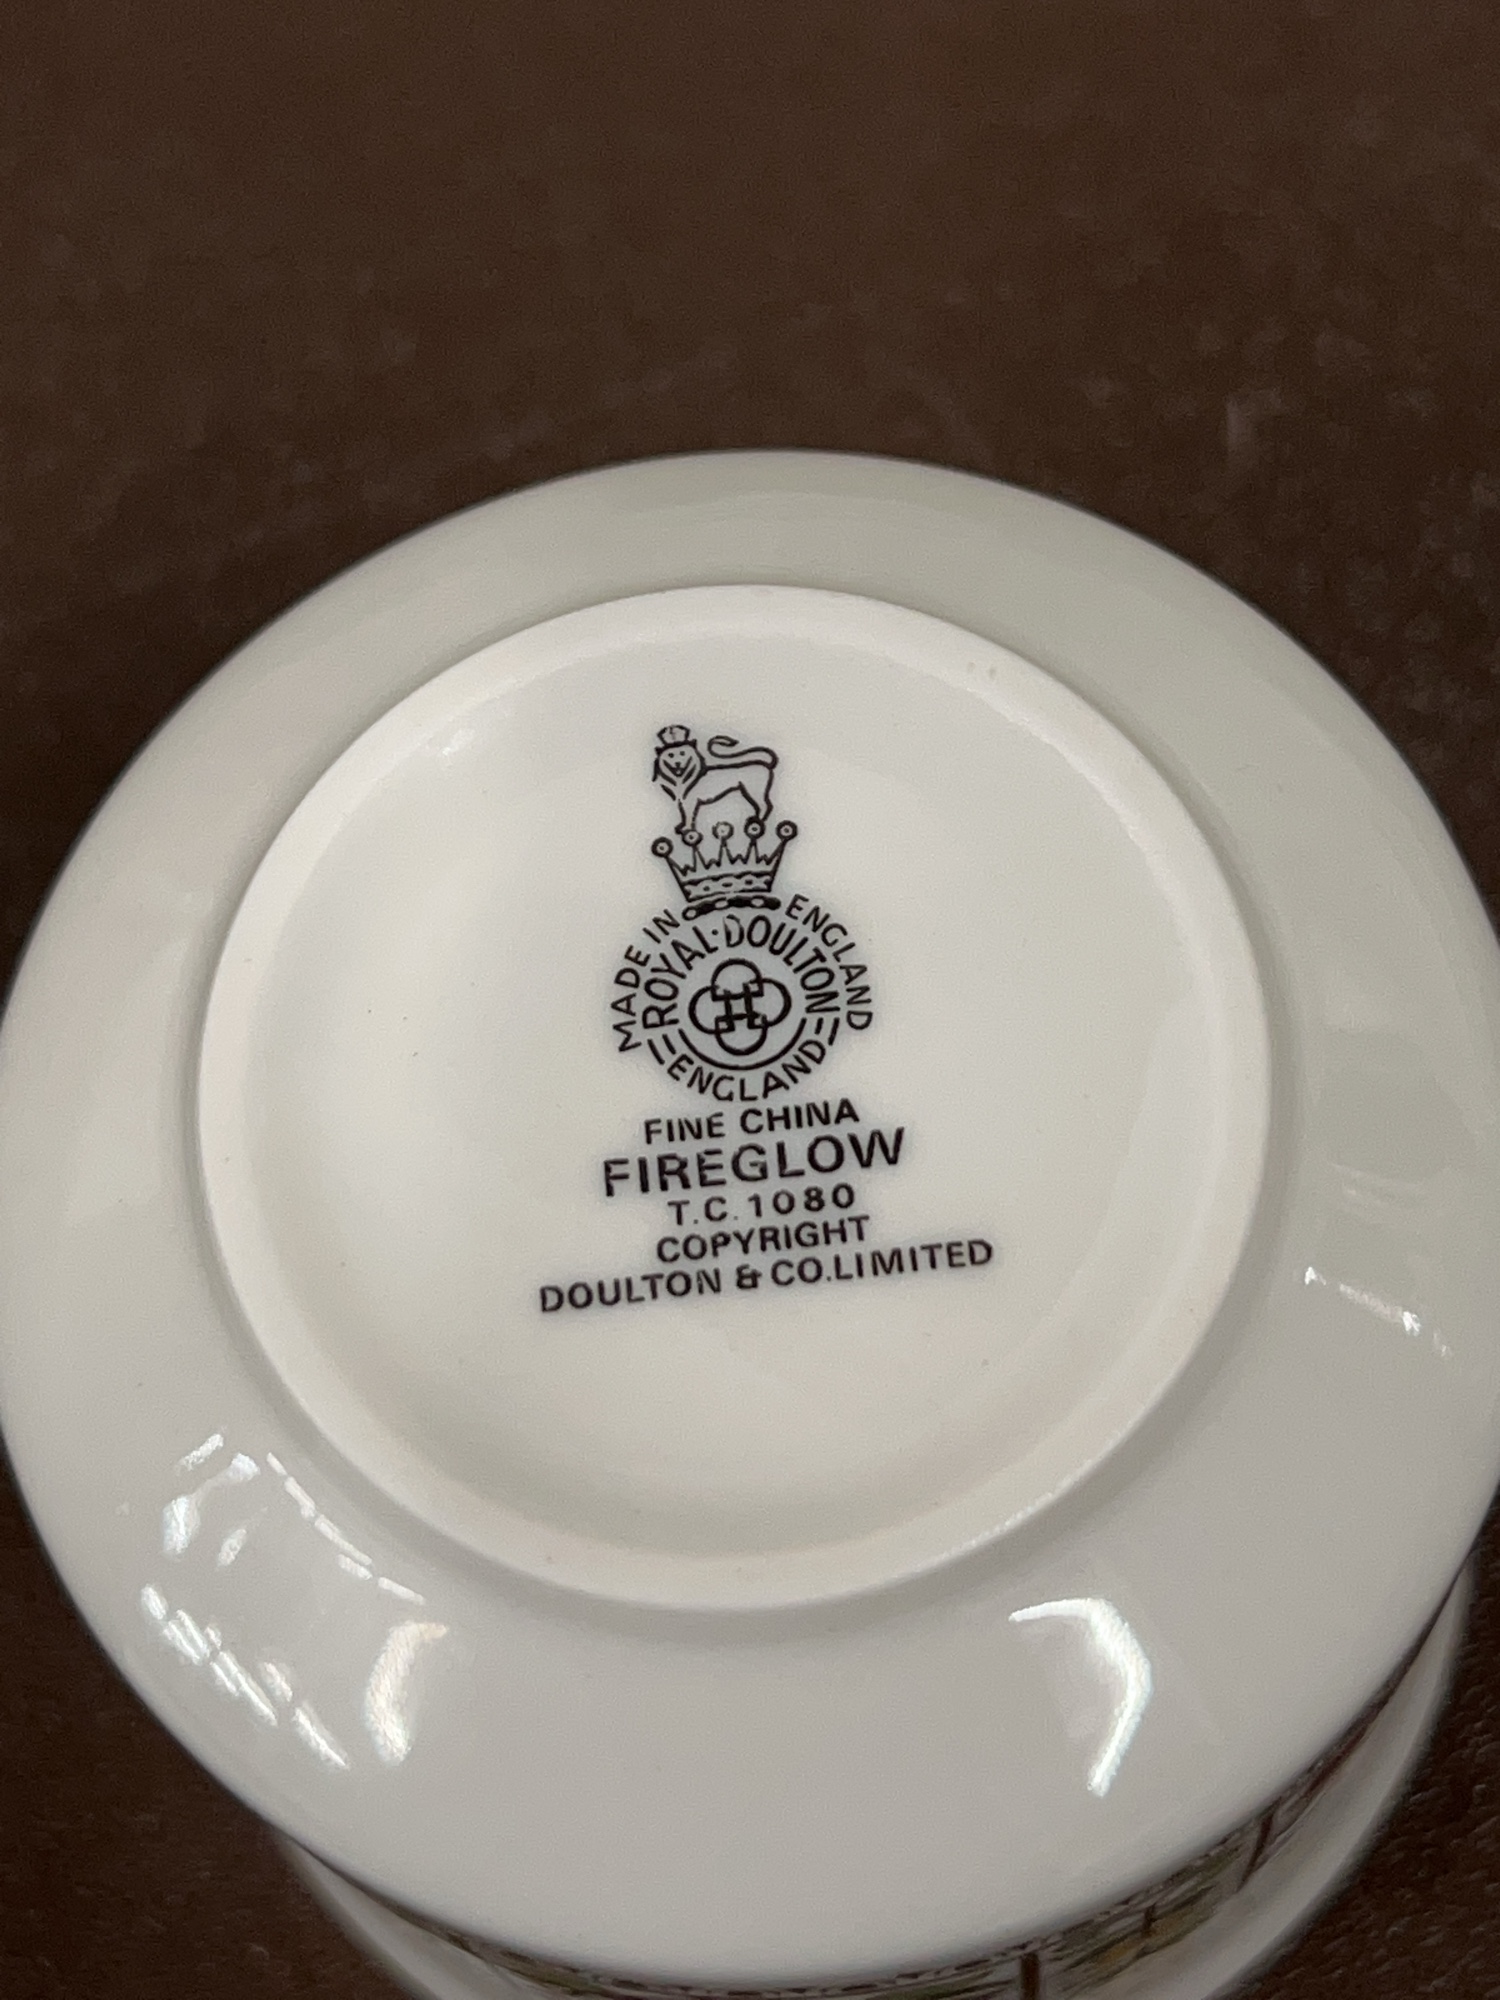 MADE IN ENGLAND
ROYAL·DOULTON
ENGLAND
FINE CHINA
FIREGLOW
T.C.1080
COPYRIGHT
DOULTON & CO.LIMITED